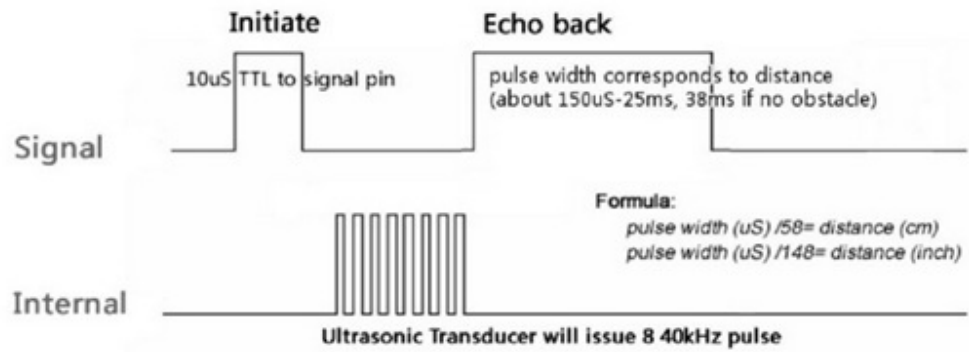 Initiate
Echo back
10uS TTL to signal pin
pulse width corresponds to distance
(about 150uS-25ms, 38ms if no obstacle)
Signal
Formula:
pulse width (uS) /58= distance (cm)
pulse width (uS) /148= distance (inch)
Internal
Ultrasonic Transducer will issue 8 40kHz pulse